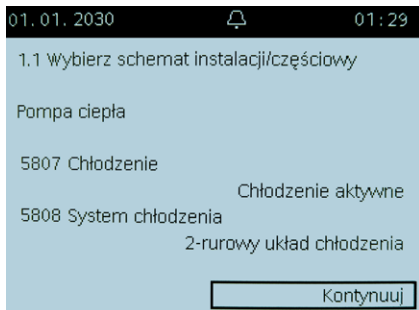 01.01.2030 01:29
1.1 Wybierz schemat instalacji/częściowy
Pompa ciepła
5807 Chłodzenie
Chłodzenie aktywne
5808 System chłodzenia
2-rurowy układ chłodzenia
Kontynuuj